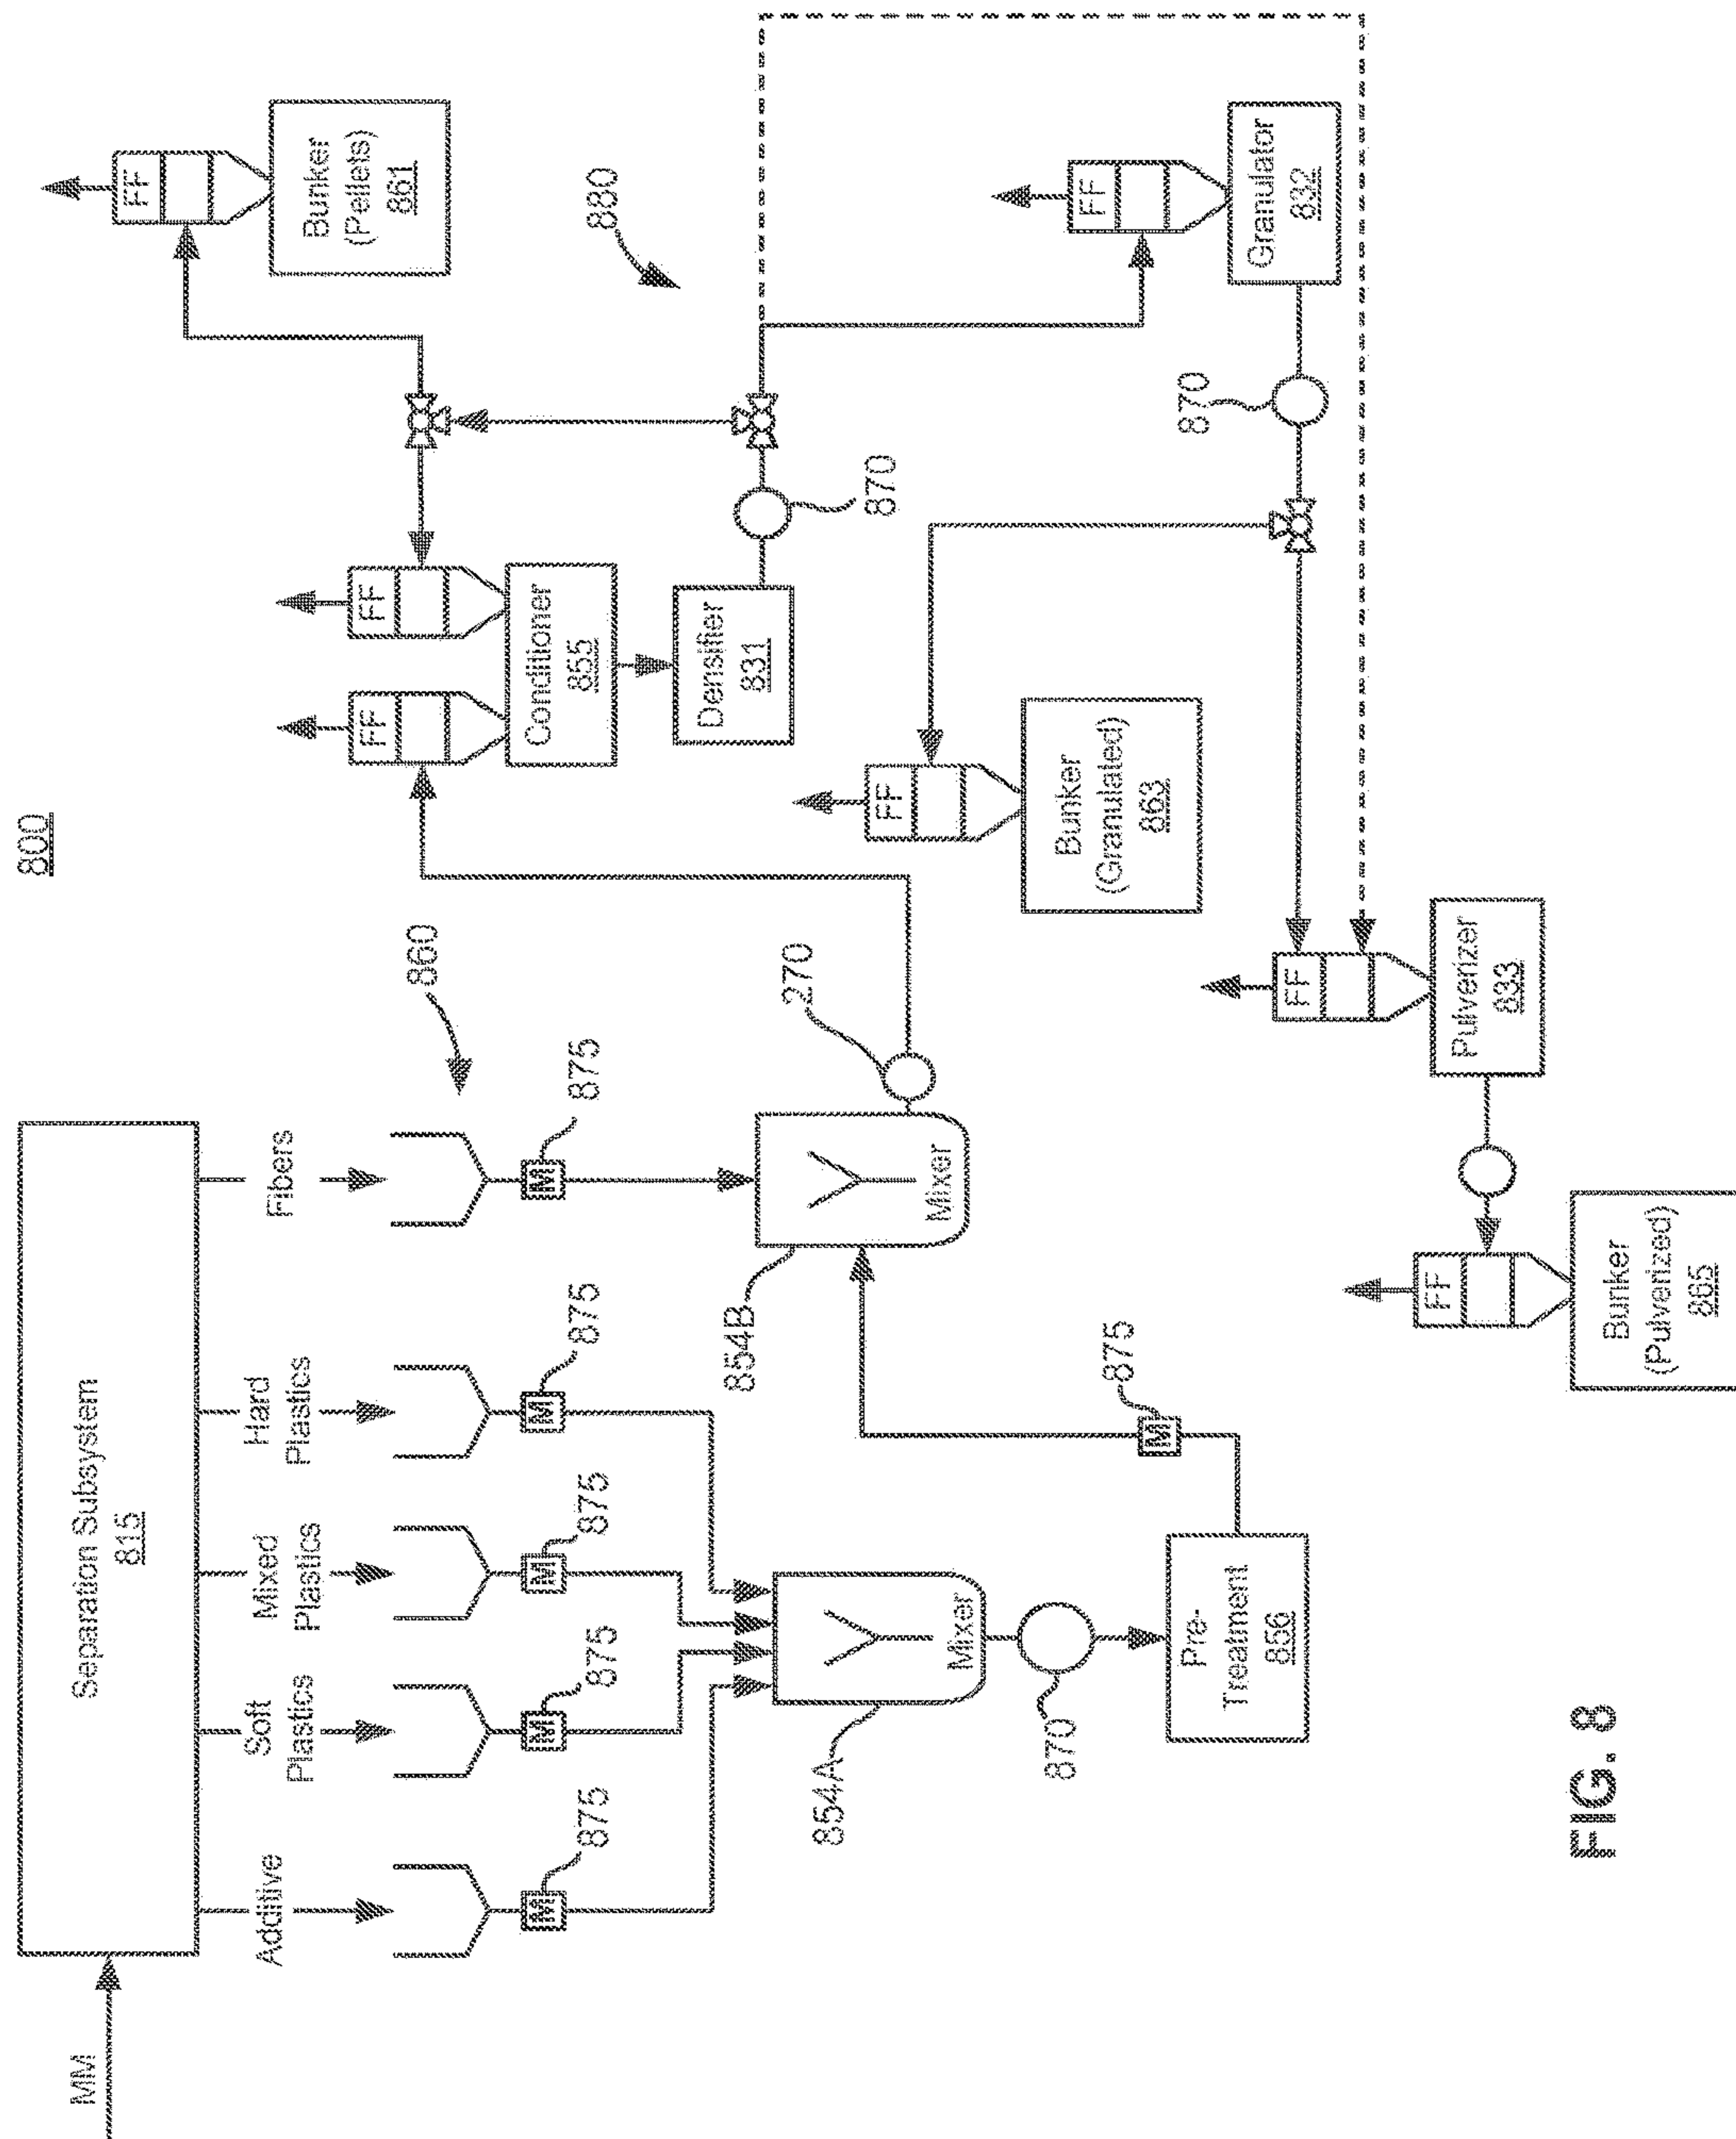 800
MM
Separation Subsystem
815
Additive
Soft
Plastics
Mixed
Plastics
Hard
Plastics
Fibers
860
M
875
M
875
M
875
M
875
M
875
854A
Mixer
854B
Mixer
270
870
Pre-
Treatment
856
M
875
FF
FF
Conditioner
855
Densifier
831
870
FF
Bunker
(Pellets)
861
880
FF
Granulator
832
870
FF
Bunker
(Granulated)
863
FF
Pulverizer
833
FF
Bunker
(Pulverized)
865
FIG. 8